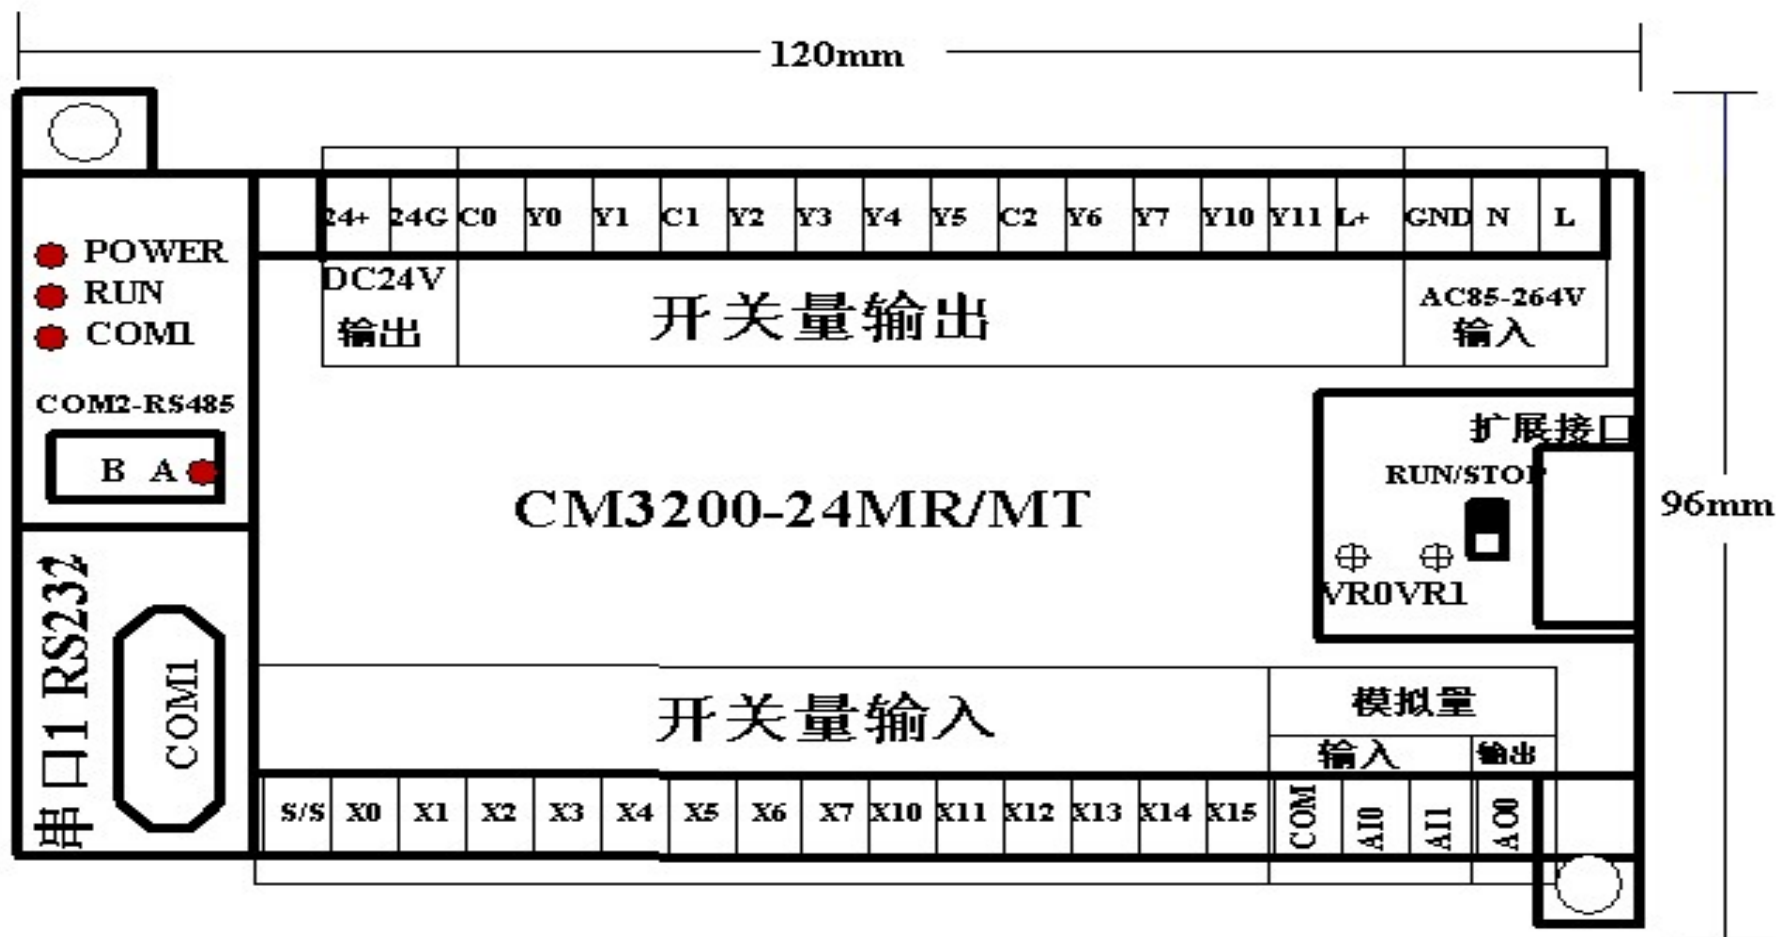 120mm
24+ 24G C0 Y0 Y1 C1 Y2 Y3 Y4 Y5 C2 Y6 Y7 Y10 Y11 L+ GND N L
POWER
RUN
COM1
DC24V
输出
开关量输出
AC85-264V
输入
COM2-RS485
B A
扩展接口
RUN/STOP
CM3200-24MR/MT
96mm
VR0 VR1
串口1 RS232
COM1
开关量输入
模拟量
输入 输出
S/S X0 X1 X2 X3 X4 X5 X6 X7 X10 X11 X12 X13 X14 X15 COM AI0 AI1 AO0